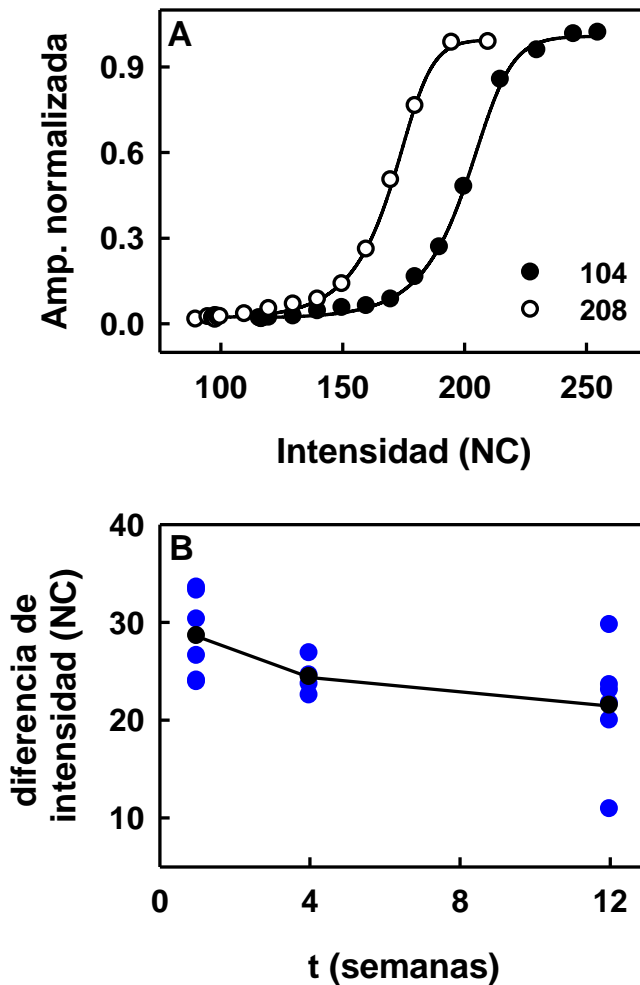 A
0.9
0.6
0.3
0.0
Amp. normalizada
104
208
100 150 200 250
Intensidad (NC)
B
40
30
20
10
diferencia de
intensidad (NC)
0 4 8 12
t (semanas)